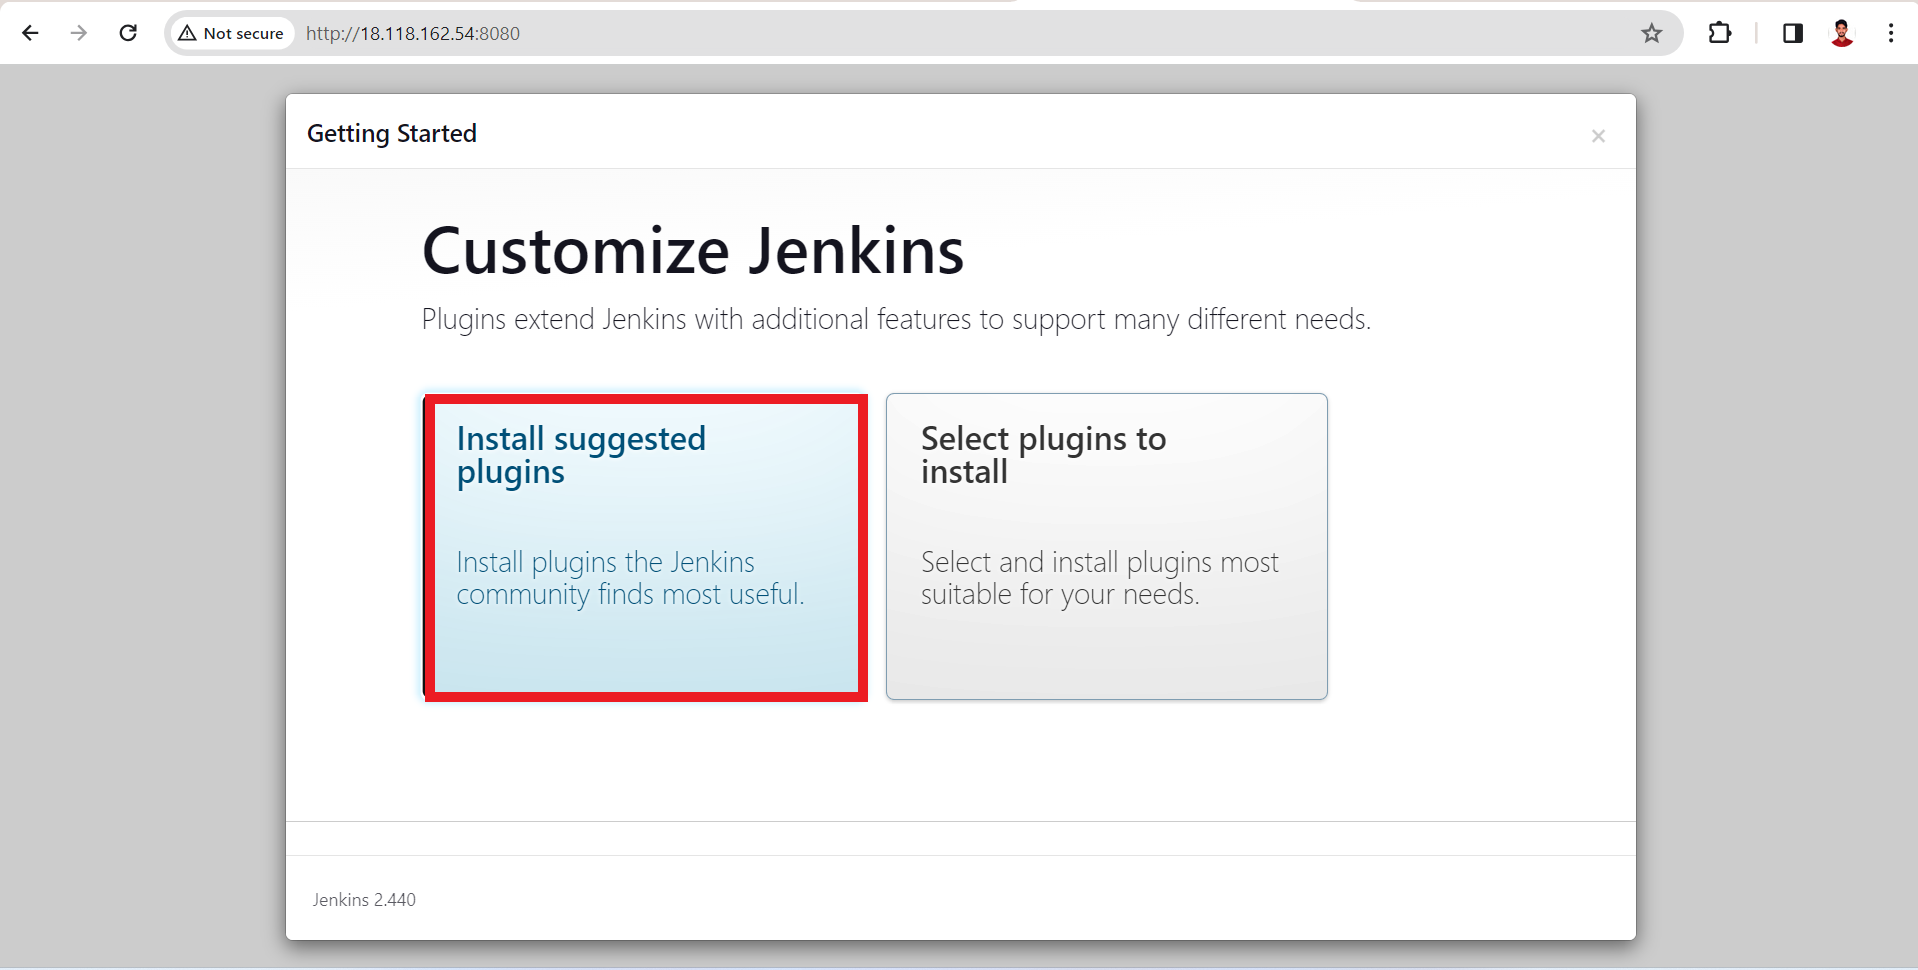 Not secure
http://18.118.162.54:8080
Getting Started
×
Customize Jenkins
Plugins extend Jenkins with additional features to support many different needs.
Install suggested
plugins
Install plugins the Jenkins
community finds most useful.
Select plugins to
install
Select and install plugins most
suitable for your needs.
Jenkins 2.440